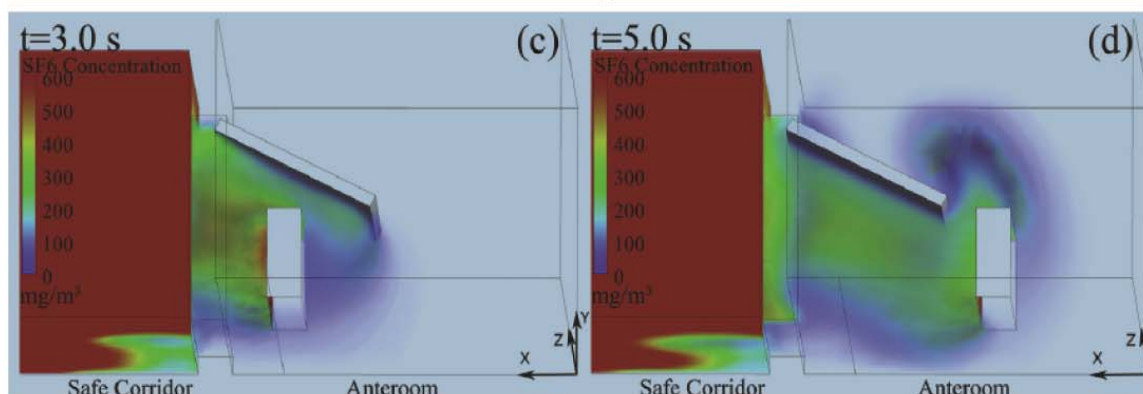 t=3.0 s
(c)
SF6 Concentration
600
500
400
300
200
100
0
mg/m³
Y
Z
X
Safe Corridor
Anteroom
t=5.0 s
(d)
SF6 Concentration
600
500
400
300
200
100
0
mg/m³
Z
X
Safe Corridor
Anteroom